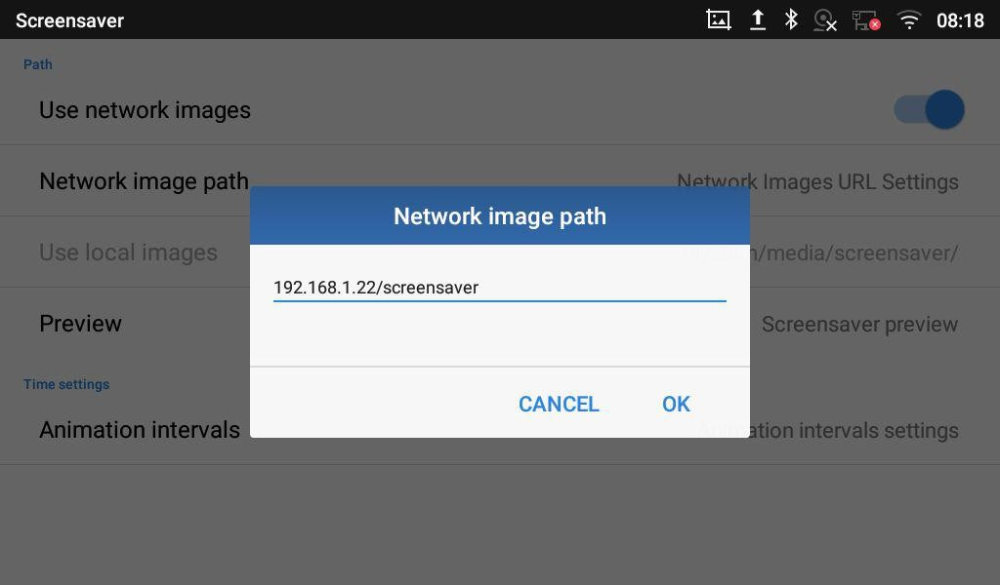 Screensaver 08:18
Path
Use network images
Network image path Network Images URL Settings
Network image path
Use local images /media/screensaver/
192.168.1.22/screensaver
Preview Screensaver preview
Time settings
CANCEL OK
Animation intervals Animation intervals settings